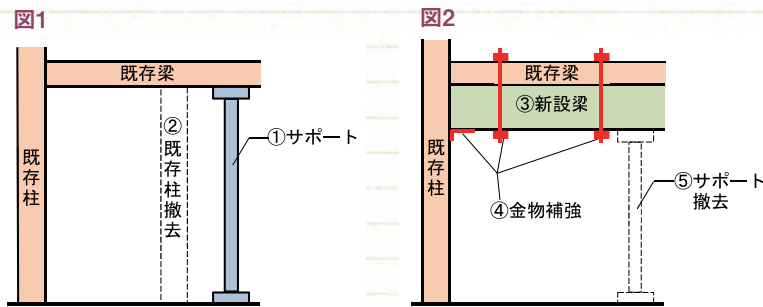 図1
既存梁
既存柱
②既存柱撤去
①サポート
図2
既存梁
③新設梁
既存柱
④金物補強
⑤サポート
撤去